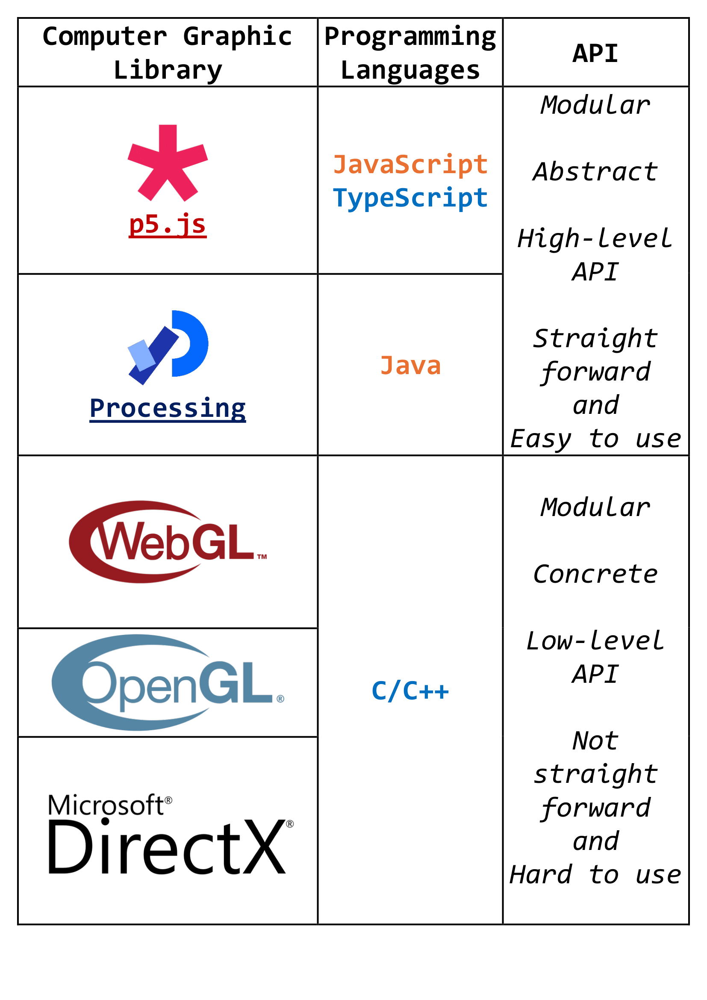 Computer Graphic
Library
Programming
Languages
API
p5.js
JavaScript
TypeScript
Modular
Abstract
High-level
API
Straight
forward
and
Easy to use
Processing
Java
WebGL™
C/C++
Modular
Concrete
Low-level
API
Not
straight
forward
and
Hard to use
OpenGL®
Microsoft®
DirectX®